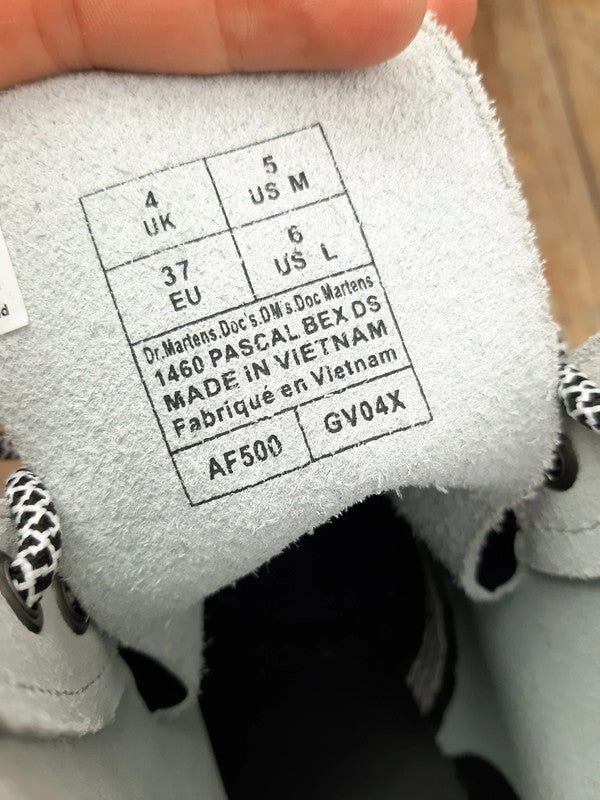 4
UK
5
US M
37
EU
6
US L
Dr.Martens.Doc's.DM's.Doc Martens
1460 PASCAL BEX DS
MADE iN VIETNAM
Fabriqué en Vietnam
AF500
GV04X